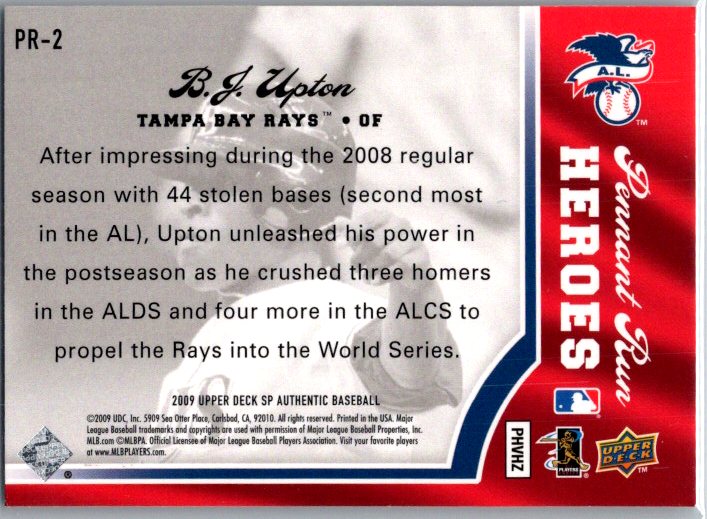 PR-2
B.J. Upton
TAMPA BAY RAYS™ • OF
After impressing during the 2008 regular
season with 44 stolen bases (second most
in the AL), Upton unleashed his power in
the postseason as he crushed three homers
in the ALDS and four more in the ALCS to
propel the Rays into the World Series.
2009 UPPER DECK SP AUTHENTIC BASEBALL
©2009 UDC, Inc. 5909 Sea Otter Place, Carlsbad, CA, 92010. All rights reserved. Printed in the USA. Major
League Baseball trademarks and copyrights are used with permission of Major League Baseball Properties, Inc.
MLB.com ©MLBPA. Official Licensee of Major League Baseball Players Association. Visit your favorite players
at www.MLBPLAYERS.com.
®
A.L.
™
Pennant Run
HEROES
PHVHZ
PLAYERS
UPPER
DECK
™